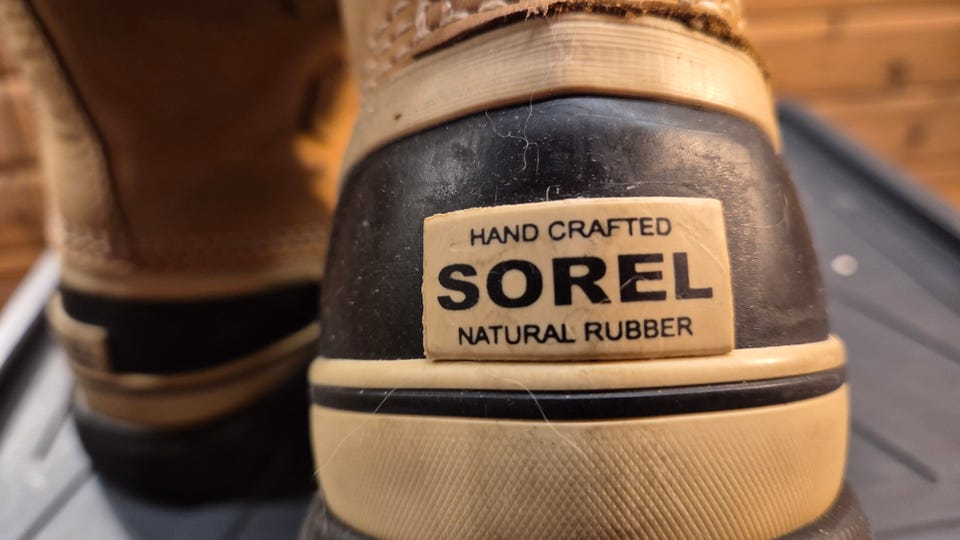 HAND CRAFTED
SOREL
NATURAL RUBBER